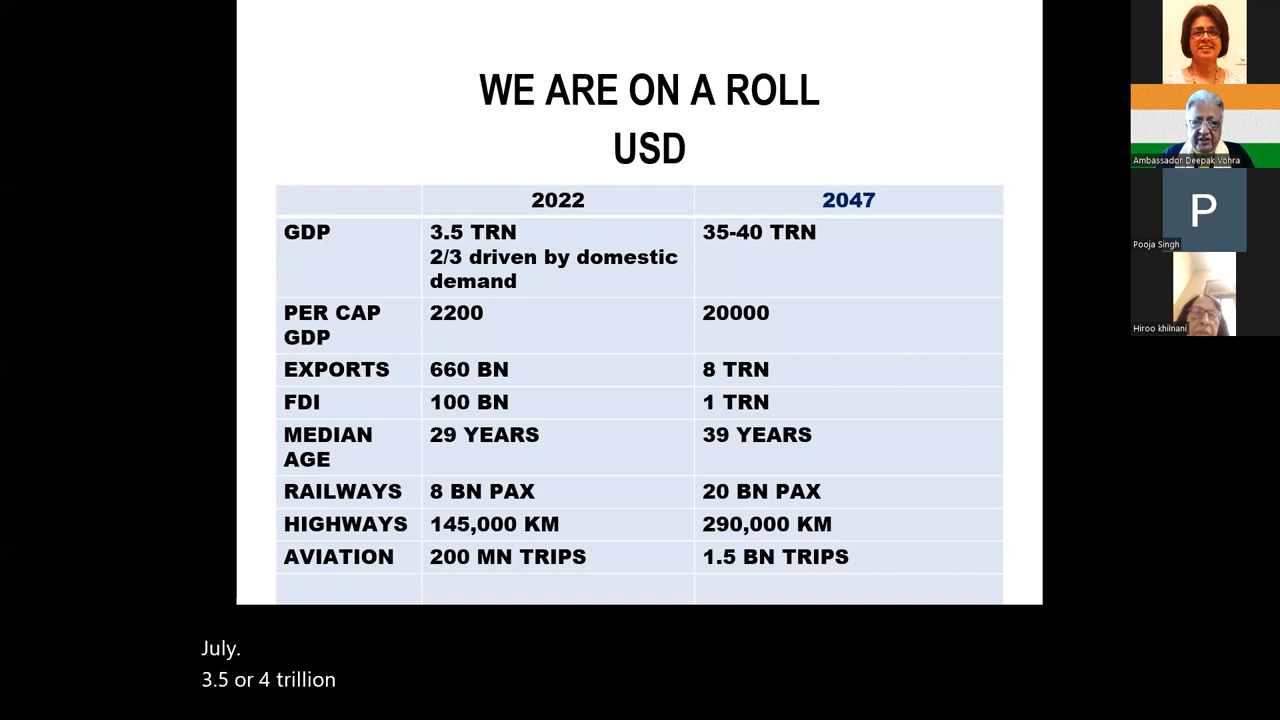 WE ARE ON A ROLL
USD
2022 2047
GDP 3.5 TRN 35-40 TRN
2/3 driven by domestic
demand
PER CAP 2200 20000
GDP
EXPORTS 660 BN 8 TRN
FDI 100 BN 1 TRN
MEDIAN 29 YEARS 39 YEARS
AGE
RAILWAYS 8 BN PAX 20 BN PAX
HIGHWAYS 145,000 KM 290,000 KM
AVIATION 200 MN TRIPS 1.5 BN TRIPS
Ambassador Deepak Vohra
P
Pooja Singh
Hiroo khilnani
July.
3.5 or 4 trillion